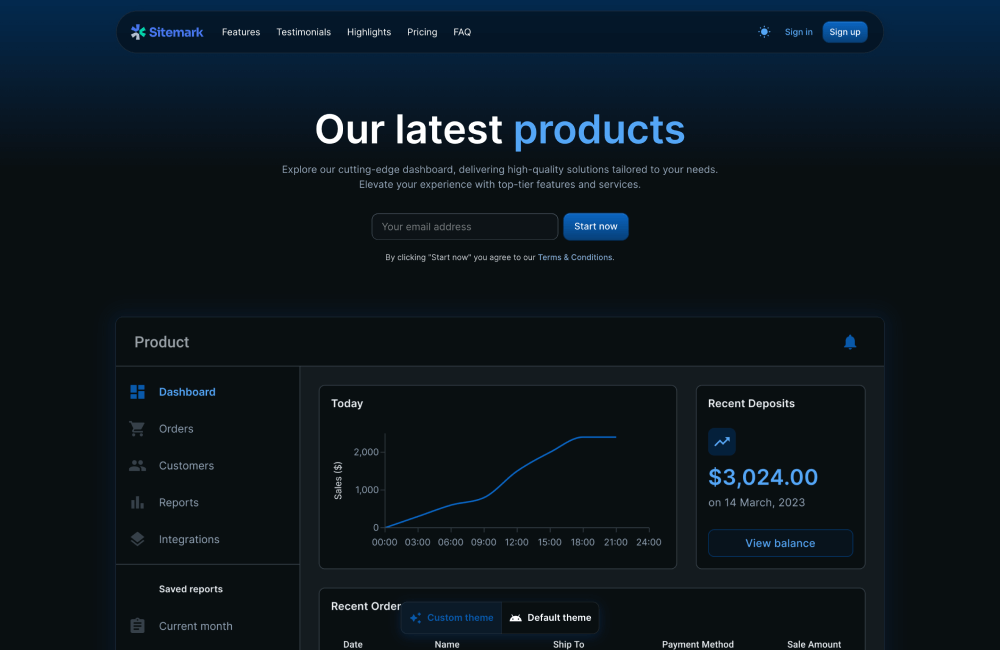 Sitemark Features Testimonials Highlights Pricing FAQ Sign in Sign up
Our latest products
Explore our cutting-edge dashboard, delivering high-quality solutions tailored to your needs.
Elevate your experience with top-tier features and services.
Your email address Start now
By clicking "Start now" you agree to our Terms & Conditions.
Product
Dashboard
Orders
Customers
Reports
Integrations
Saved reports
Current month
Today
Sales ($)
2,000
1,000
0
00:00 03:00 06:00 09:00 12:00 15:00 18:00 21:00 24:00
Recent Deposits
$3,024.00
on 14 March, 2023
View balance
Recent Order
Custom theme Default theme
Date Name Ship To Payment Method Sale Amount